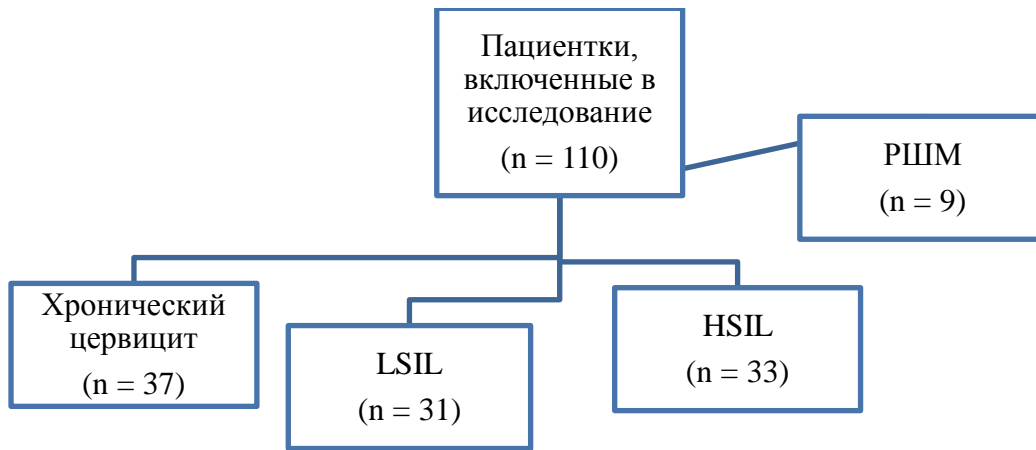 Пациентки,
включенные в
исследование
(n = 110)
РШМ
(n = 9)
Хронический
цервицит
(n = 37)
LSIL
(n = 31)
HSIL
(n = 33)